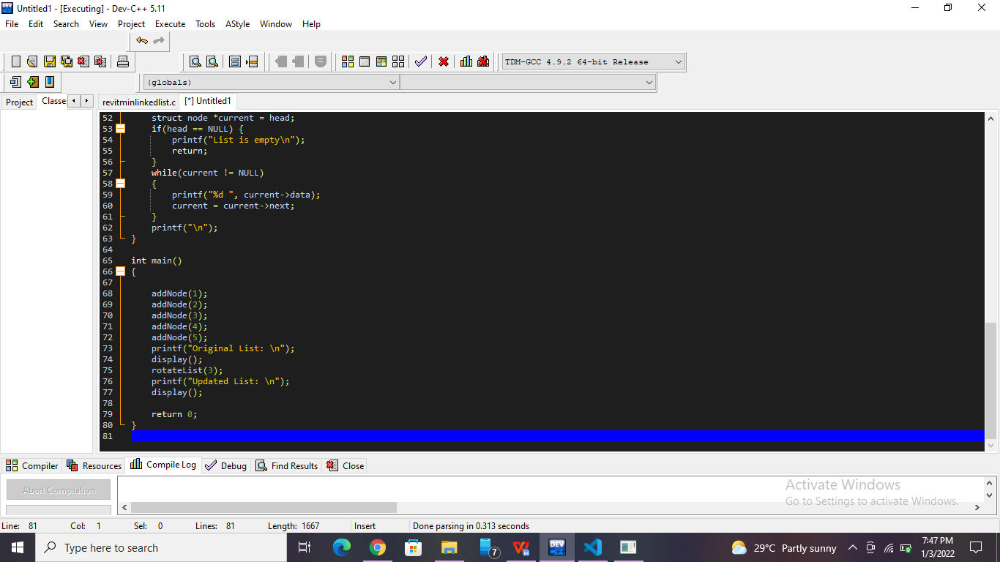 Untitled1 - [Executing] - Dev-C++ 5.11
File Edit Search View Project Execute Tools AStyle Window Help
TDM-GCC 4.9.2 64-bit Release
(globals)
Project Classe revitminlinkedlist.c [*] Untitled1
52 struct node *current = head;
53 if(head == NULL) {
54 printf("List is empty\n");
55 return;
56 }
57 while(current != NULL)
58 {
59 printf("%d ", current->data);
60 current = current->next;
61 }
62 printf("\n");
63 }
64
65 int main()
66 {
67
68 addNode(1);
69 addNode(2);
70 addNode(3);
71 addNode(4);
72 addNode(5);
73 printf("Original List: \n");
74 display();
75 rotateList(3);
76 printf("Updated List: \n");
77 display();
78
79 return 0;
80 }
81
Compiler Resources Compile Log Debug Find Results Close
Abort Compilation
Activate Windows
Go to Settings to activate Windows.
Line: 81 Col: 1 Sel: 0 Lines: 81 Length: 1667 Insert Done parsing in 0.313 seconds
Type here to search
7
DEV
29°C Partly sunny
7:47 PM
1/3/2022